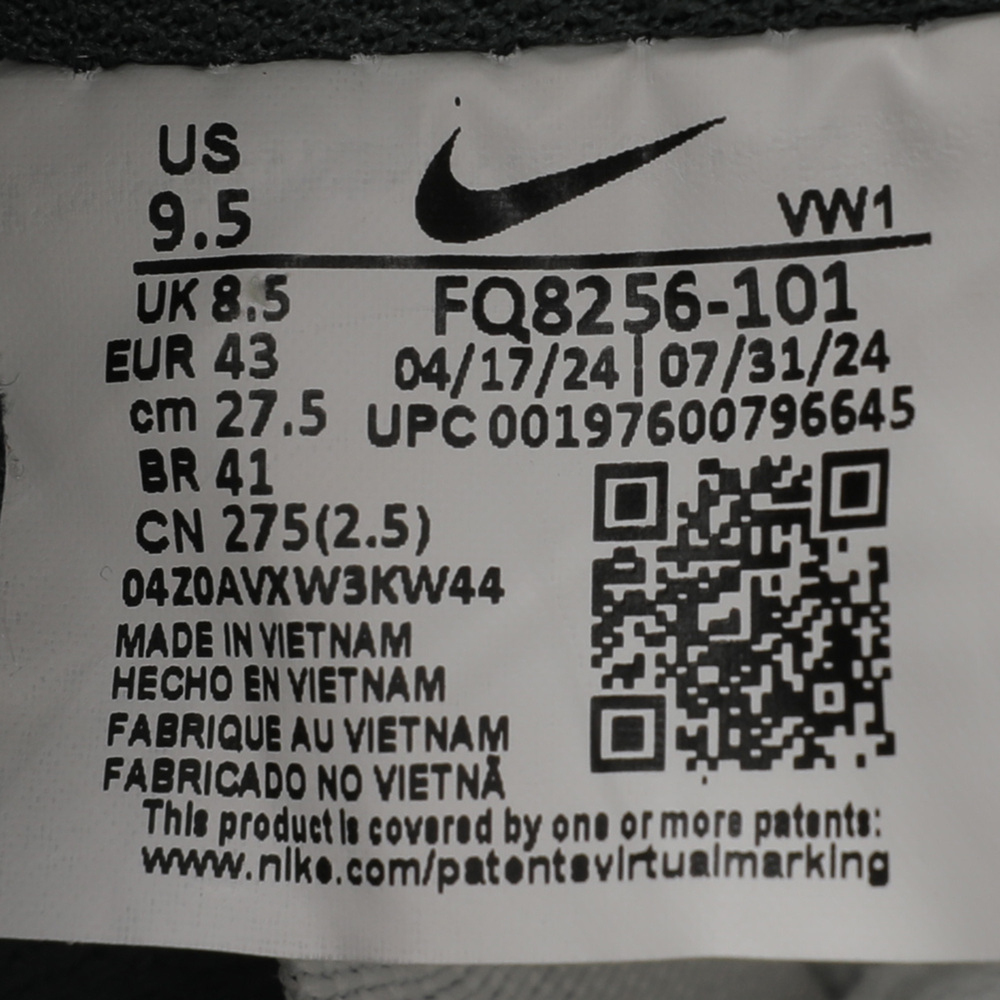 US
9.5
VW1
UK 8.5
FQ8256-101
EUR 43
04/17/24 | 07/31/24
cm 27.5
UPC 00197600796645
BR 41
CN 275(2.5)
04Z0AVXW3KW44
MADE IN VIETNAM
HECHO EN VIETNAM
FABRIQUE AU VIETNAM
FABRICADO NO VIETNÃ
This product is covered by one or more patents:
www.nike.com/patentsvirtualmarking